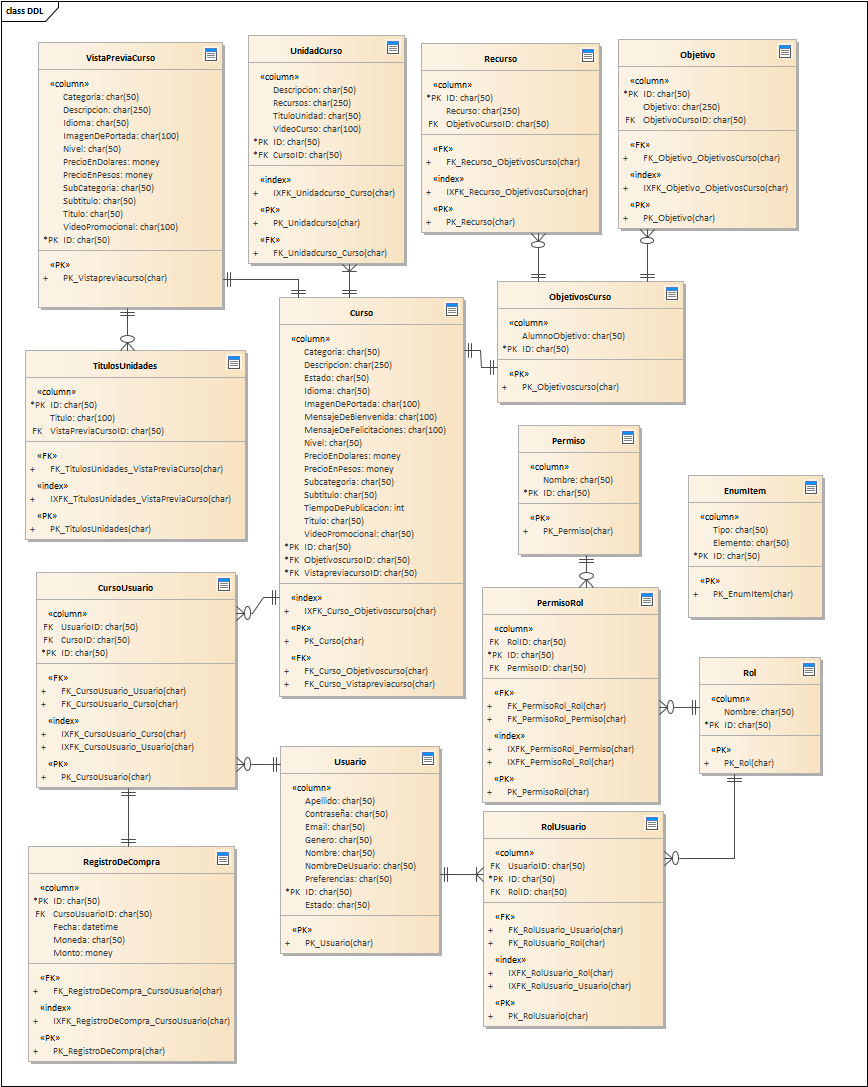 class DDL
VistaPreviaCurso
«column»
Categoria: char(50)
Descripcion: char(250)
Idioma: char(50)
ImagenDePortada: char(100)
Nivel: char(50)
PrecioEnDolares: money
PrecioEnPesos: money
SubCategoria: char(50)
Subtitulo: char(50)
Titulo: char(50)
VideoPromocional: char(100)
*PK ID: char(50)
«PK»
+ PK_Vistapreviacurso(char)
UnidadCurso
«column»
Descripcion: char(50)
Recursos: char(250)
TituloUnidad: char(50)
VideoCurso: char(100)
*PK ID: char(50)
*FK CursoID: char(50)
«index»
+ IXFK_Unidadcurso_Curso(char)
«PK»
+ PK_Unidadcurso(char)
«FK»
+ FK_Unidadcurso_Curso(char)
Recurso
«column»
*PK ID: char(50)
Recurso: char(250)
FK ObjetivoCursoID: char(50)
«FK»
+ FK_Recurso_ObjetivosCurso(char)
«index»
+ IXFK_Recurso_ObjetivosCurso(char)
«PK»
+ PK_Recurso(char)
Objetivo
«column»
*PK ID: char(50)
Objetivo: char(250)
FK ObjetivoCursoID: char(50)
«FK»
+ FK_Objetivo_ObjetivosCurso(char)
«index»
+ IXFK_Objetivo_ObjetivosCurso(char)
«PK»
+ PK_Objetivo(char)
TitulosUnidades
«column»
*PK ID: char(50)
Titulo: char(100)
FK VistaPreviaCursoID: char(50)
«FK»
+ FK_TitulosUnidades_VistaPreviaCurso(char)
«index»
+ IXFK_TitulosUnidades_VistaPreviaCurso(char)
«PK»
+ PK_TitulosUnidades(char)
Curso
«column»
Categoria: char(50)
Descripcion: char(250)
Estado: char(50)
Idioma: char(50)
ImagenDePortada: char(100)
MensajeDeBienvenida: char(100)
MensajeDeFelicitaciones: char(100)
Nivel: char(50)
PrecioEnDolares: money
PrecioEnPesos: money
Subcategoria: char(50)
Subtitulo: char(50)
TiempoDePublicacion: int
Titulo: char(50)
VideoPromocional: char(50)
*PK ID: char(50)
*FK ObjetivoscursoID: char(50)
*FK VistapreviacursoID: char(50)
«index»
+ IXFK_Curso_Objetivoscurso(char)
«PK»
+ PK_Curso(char)
«FK»
+ FK_Curso_Objetivoscurso(char)
+ FK_Curso_Vistapreviacurso(char)
ObjetivosCurso
«column»
AlumnoObjetivo: char(50)
*PK ID: char(50)
«PK»
+ PK_Objetivoscurso(char)
Permiso
«column»
Nombre: char(50)
*PK ID: char(50)
«PK»
+ PK_Permiso(char)
EnumItem
«column»
Tipo: char(50)
Elemento: char(50)
*PK ID: char(50)
«PK»
+ PK_EnumItem(char)
CursoUsuario
«column»
FK UsuarioID: char(50)
FK CursoID: char(50)
*PK ID: char(50)
«FK»
+ FK_CursoUsuario_Usuario(char)
+ FK_CursoUsuario_Curso(char)
«index»
+ IXFK_CursoUsuario_Curso(char)
+ IXFK_CursoUsuario_Usuario(char)
«PK»
+ PK_CursoUsuario(char)
PermisoRol
«column»
FK RolID: char(50)
*PK ID: char(50)
FK PermisoID: char(50)
«FK»
+ FK_PermisoRol_Rol(char)
+ FK_PermisoRol_Permiso(char)
«index»
+ IXFK_PermisoRol_Permiso(char)
+ IXFK_PermisoRol_Rol(char)
«PK»
+ PK_PermisoRol(char)
Rol
«column»
Nombre: char(50)
*PK ID: char(50)
«PK»
+ PK_Rol(char)
Usuario
«column»
Apellido: char(50)
Contraseña: char(50)
Email: char(50)
Genero: char(50)
Nombre: char(50)
NombreDeUsuario: char(50)
Preferencias: char(50)
*PK ID: char(50)
Estado: char(50)
«PK»
+ PK_Usuario(char)
RolUsuario
«column»
FK UsuarioID: char(50)
*PK ID: char(50)
FK RolID: char(50)
«FK»
+ FK_RolUsuario_Usuario(char)
+ FK_RolUsuario_Rol(char)
«index»
+ IXFK_RolUsuario_Rol(char)
+ IXFK_RolUsuario_Usuario(char)
«PK»
+ PK_RolUsuario(char)
RegistroDeCompra
«column»
*PK ID: char(50)
FK CursoUsuarioID: char(50)
Fecha: datetime
Moneda: char(50)
Monto: money
«FK»
+ FK_RegistroDeCompra_CursoUsuario(char)
«index»
+ IXFK_RegistroDeCompra_CursoUsuario(char)
«PK»
+ PK_RegistroDeCompra(char)